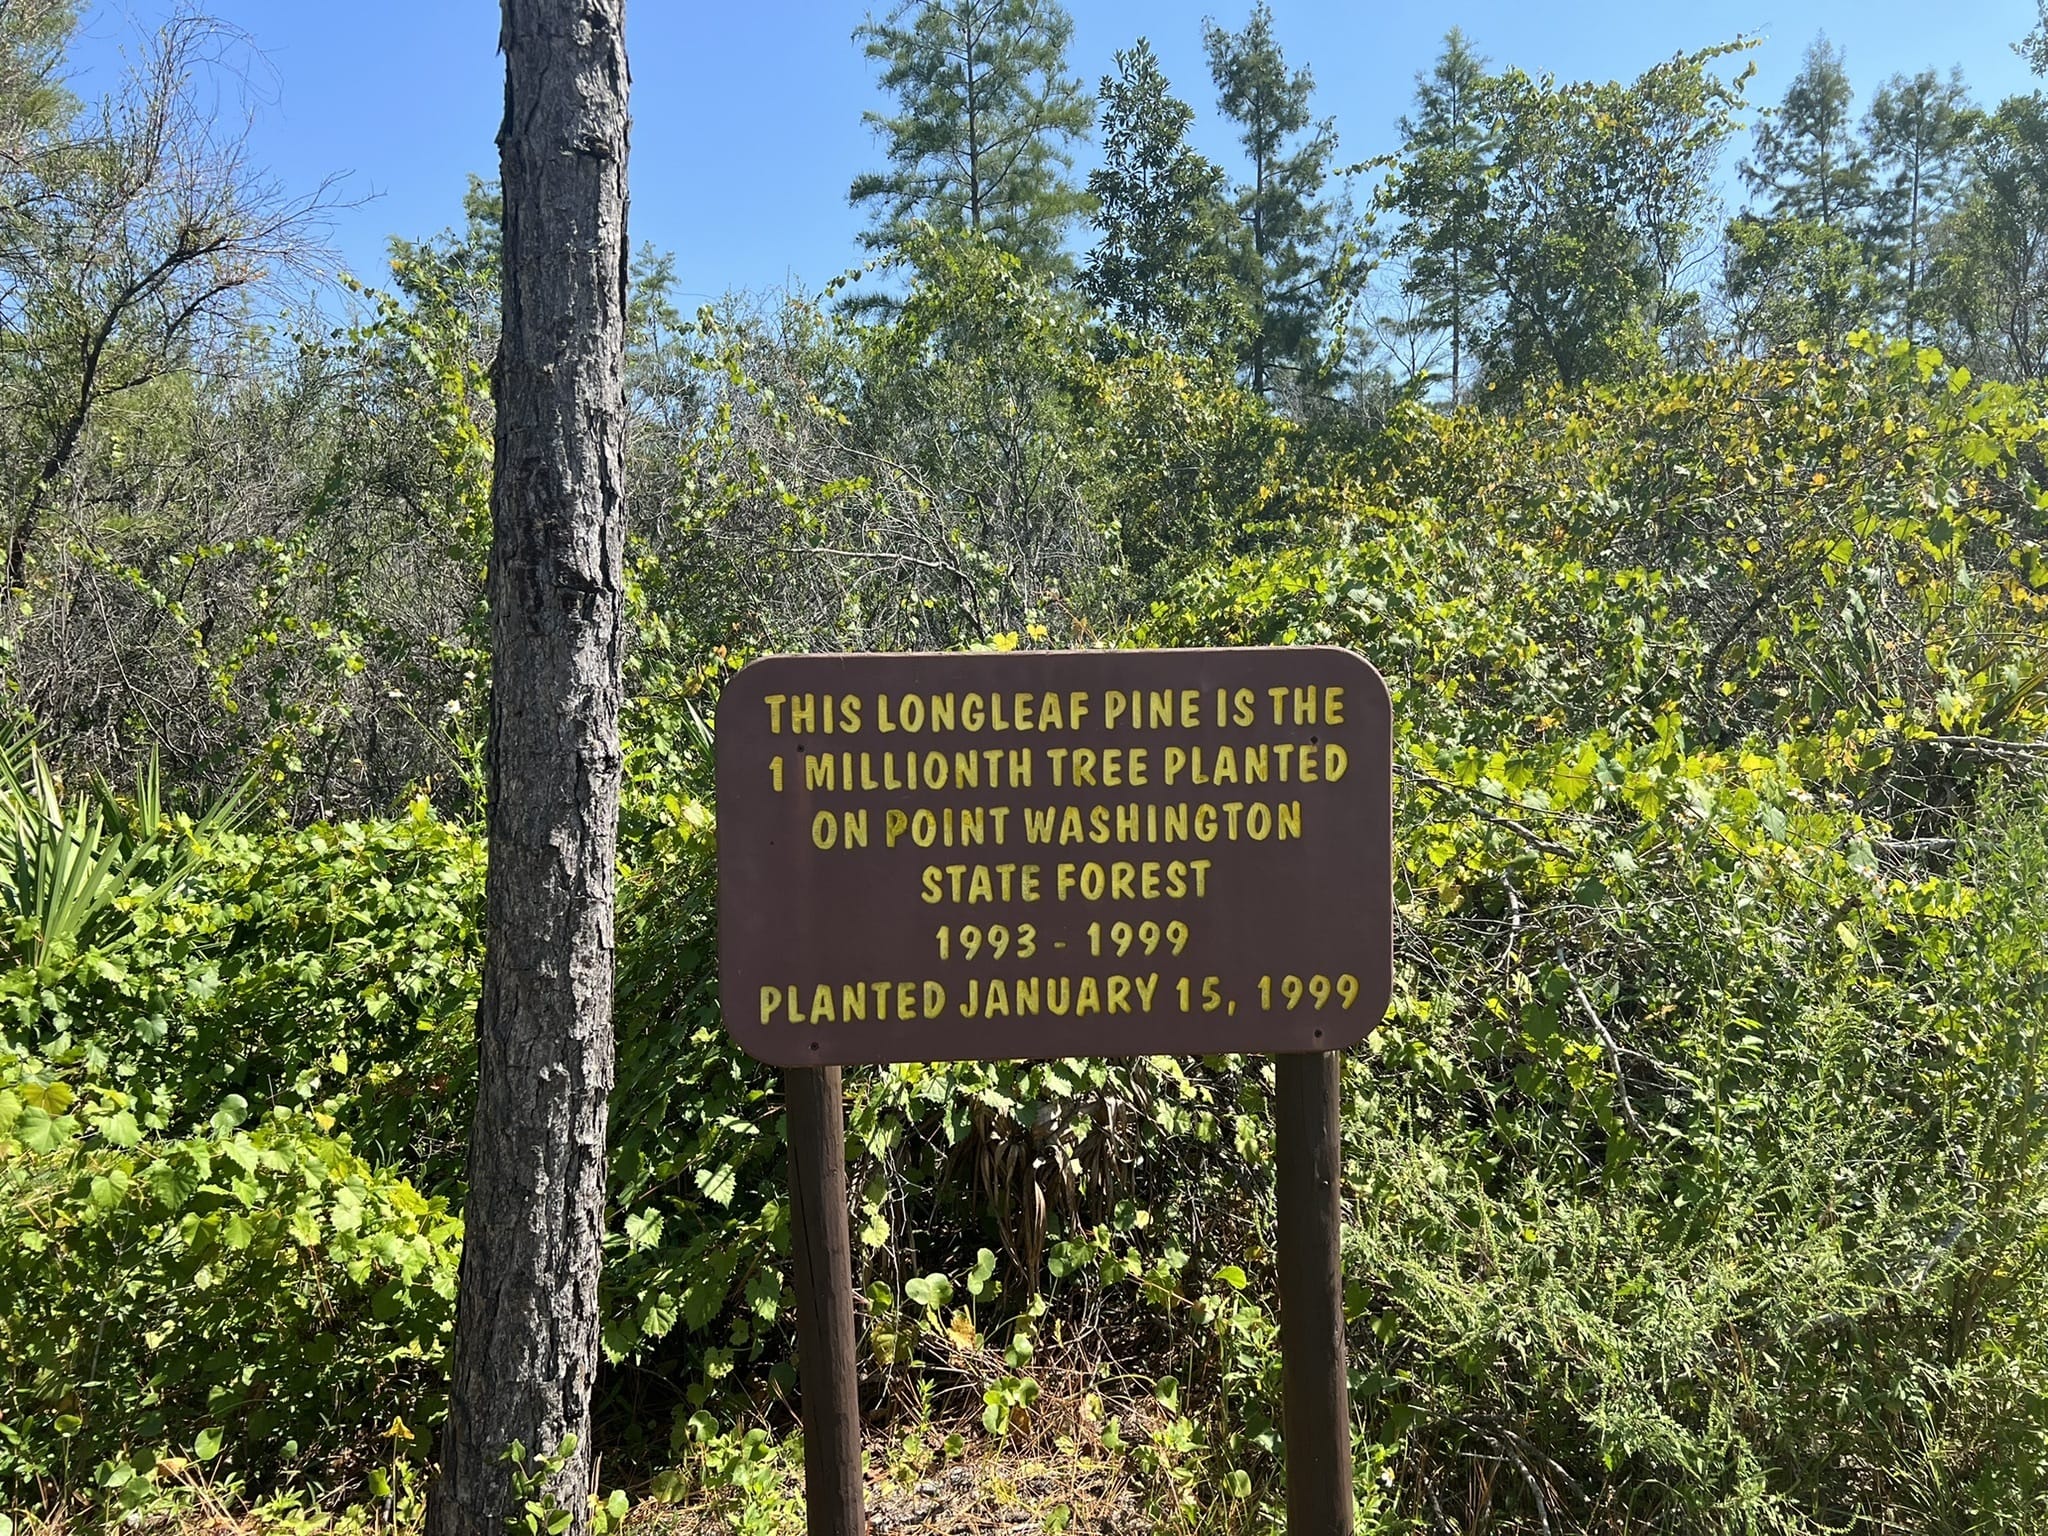 THIS LONGLEAF PINE IS THE
1 MILLIONTH TREE PLANTED
ON POINT WASHINGTON
STATE FOREST
1993 - 1999
PLANTED JANUARY 15, 1999